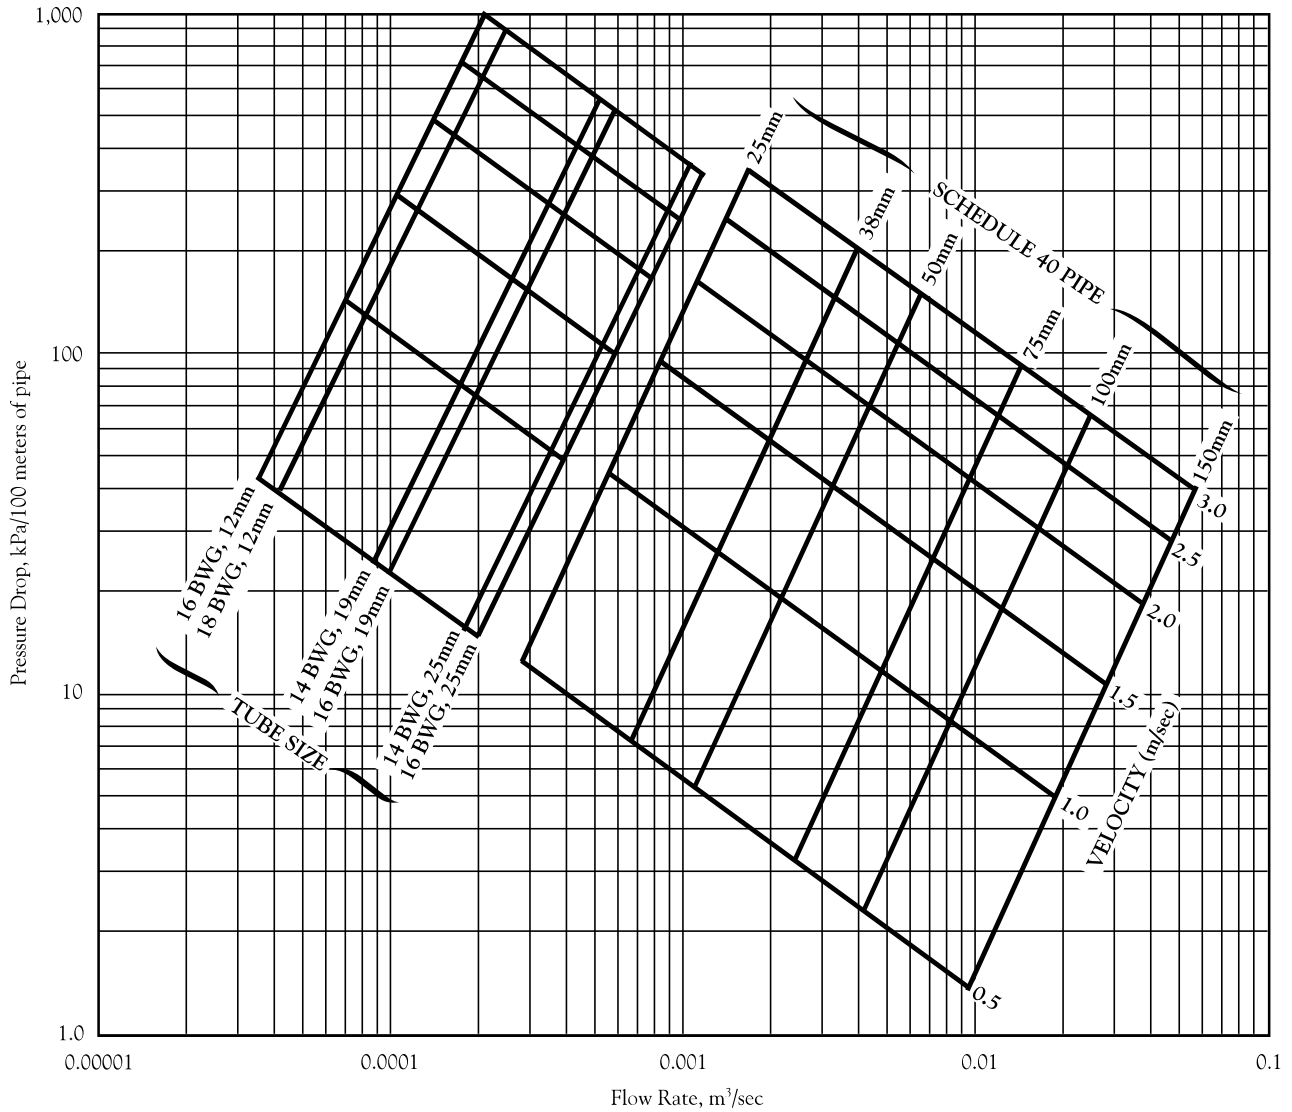 1,000
100
10
1.0
Pressure Drop, kPa/100 meters of pipe
0.00001
0.0001
0.001
0.01
0.1
Flow Rate, m³/sec
16 BWG, 12mm
18 BWG, 12mm
14 BWG, 19mm
16 BWG, 19mm
14 BWG, 25mm
16 BWG, 25mm
TUBE SIZE
25mm
38mm
50mm
75mm
100mm
150mm
SCHEDULE 40 PIPE
3.0
2.5
2.0
1.5
1.0
0.5
VELOCITY (m/sec)